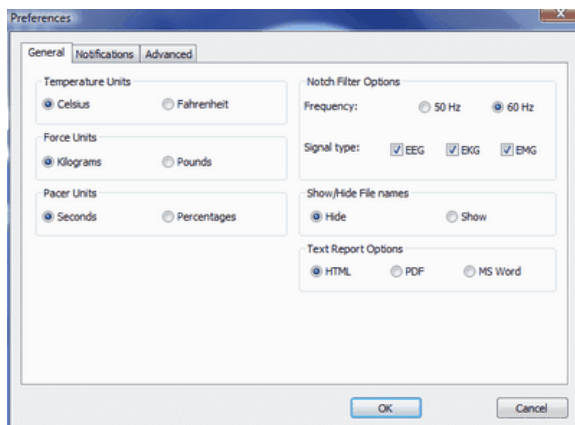 Preferences
General Notifications Advanced
Temperature Units
Celsius Fahrenheit
Force Units
Kilograms Pounds
Pacer Units
Seconds Percentages
Notch Filter Options
Frequency: 50 Hz 60 Hz
Signal type: EEG EKG EMG
Show/Hide File names
Hide Show
Text Report Options
HTML PDF MS Word
OK Cancel